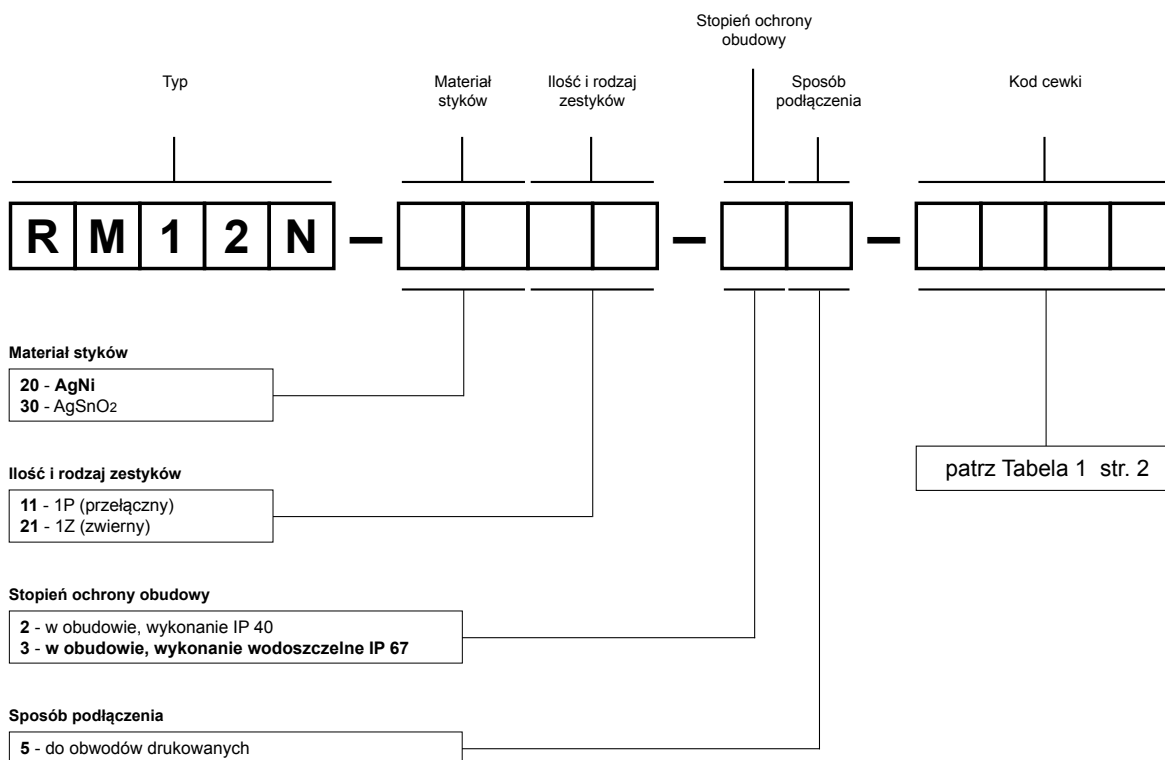 Stopień ochrony
obudowy
Typ
Materiał
styków
Ilość i rodzaj
zestyków
Sposób
podłączenia
Kod cewki
R M 1 2 N – – –
Materiał styków
20 - AgNi
30 - AgSnO2
Ilość i rodzaj zestyków
11 - 1P (przełączny)
21 - 1Z (zwierny)
patrz Tabela 1 str. 2
Stopień ochrony obudowy
2 - w obudowie, wykonanie IP 40
3 - w obudowie, wykonanie wodoszczelne IP 67
Sposób podłączenia
5 - do obwodów drukowanych